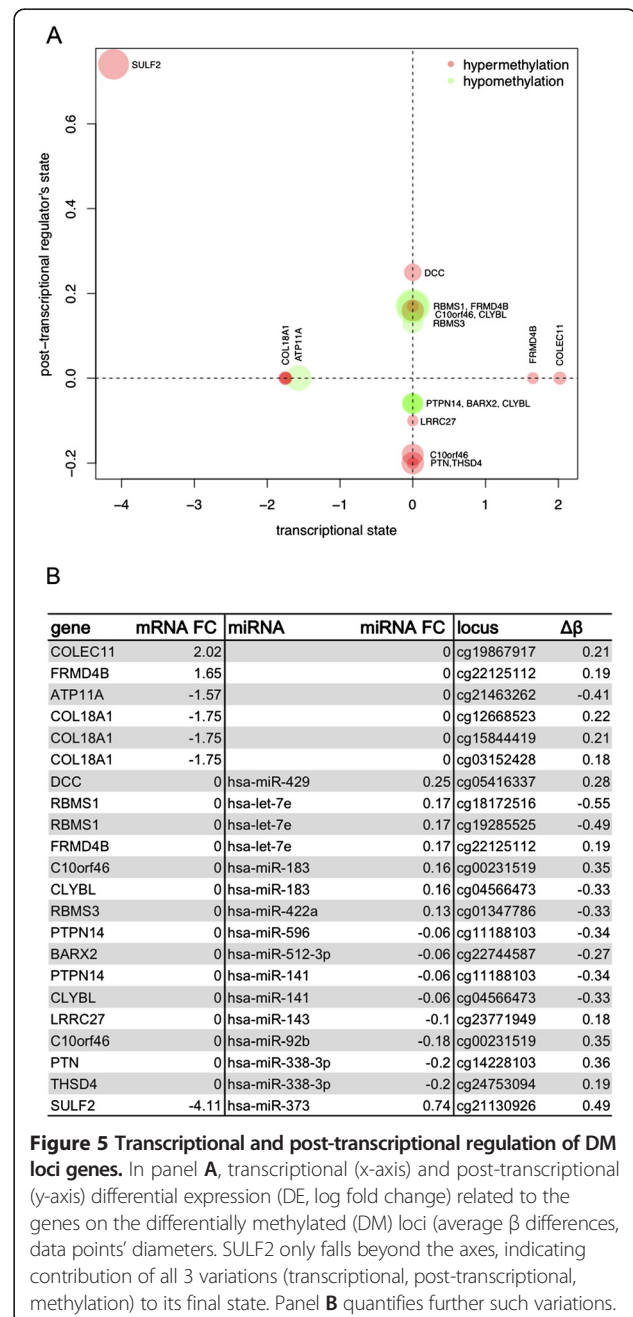 A
SULF2
hypermethylation
hypomethylation
0.6
0.4
0.2
0.0
−0.2
post-transcriptional regulator's state
DCC
RBMS1, FRMD4B
C10orf46, CLYBL
RBMS3
COL18A1
ATP11A
FRMD4B
COLEC11
PTPN14, BARX2, CLYBL
LRRC27
C10orf46
PTN,THSD4
−4 −3 −2 −1 0 1 2
transcriptional state
B
gene mRNA FC miRNA miRNA FC locus Δβ
COLEC11 2.02 0 cg19867917 0.21
FRMD4B 1.65 0 cg22125112 0.19
ATP11A -1.57 0 cg21463262 -0.41
COL18A1 -1.75 0 cg12668523 0.22
COL18A1 -1.75 0 cg15844419 0.21
COL18A1 -1.75 0 cg03152428 0.18
DCC 0 hsa-miR-429 0.25 cg05416337 0.28
RBMS1 0 hsa-let-7e 0.17 cg18172516 -0.55
RBMS1 0 hsa-let-7e 0.17 cg19285525 -0.49
FRMD4B 0 hsa-let-7e 0.17 cg22125112 0.19
C10orf46 0 hsa-miR-183 0.16 cg00231519 0.35
CLYBL 0 hsa-miR-183 0.16 cg04566473 -0.33
RBMS3 0 hsa-miR-422a 0.13 cg01347786 -0.33
PTPN14 0 hsa-miR-596 -0.06 cg11188103 -0.34
BARX2 0 hsa-miR-512-3p -0.06 cg22744587 -0.27
PTPN14 0 hsa-miR-141 -0.06 cg11188103 -0.34
CLYBL 0 hsa-miR-141 -0.06 cg04566473 -0.33
LRRC27 0 hsa-miR-143 -0.1 cg23771949 0.18
C10orf46 0 hsa-miR-92b -0.18 cg00231519 0.35
PTN 0 hsa-miR-338-3p -0.2 cg14228103 0.36
THSD4 0 hsa-miR-338-3p -0.2 cg24753094 0.19
SULF2 -4.11 hsa-miR-373 0.74 cg21130926 0.49
Figure 5 Transcriptional and post-transcriptional regulation of DM
loci genes. In panel A, transcriptional (x-axis) and post-transcriptional
(y-axis) differential expression (DE, log fold change) related to the
genes on the differentially methylated (DM) loci (average β differences,
data points' diameters. SULF2 only falls beyond the axes, indicating
contribution of all 3 variations (transcriptional, post-transcriptional,
methylation) to its final state. Panel B quantifies further such variations.